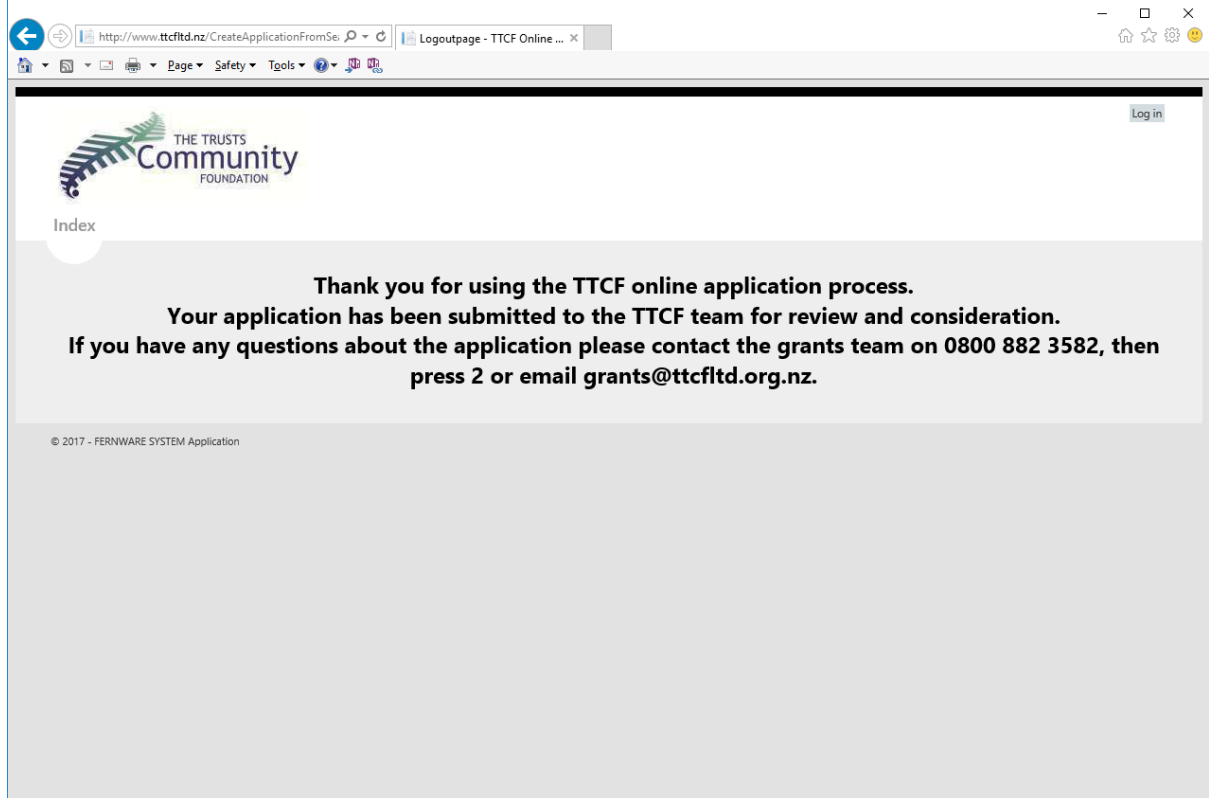 http://www.ttcfltd.nz/CreateApplicationFromSe
Logoutpage - TTCF Online ...
Page Safety Tools
Log in
THE TRUSTS
Community
FOUNDATION
Index
Thank you for using the TTCF online application process.
Your application has been submitted to the TTCF team for review and consideration.
If you have any questions about the application please contact the grants team on 0800 882 3582, then
press 2 or email grants@ttcfltd.org.nz.
© 2017 - FERNWARE SYSTEM Application